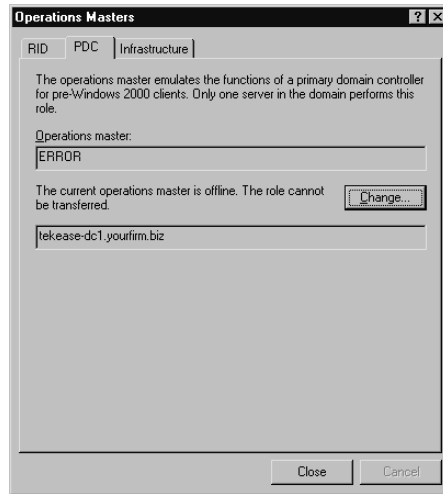 Operations Masters
RID
PDC
Infrastructure
The operations master emulates the functions of a primary domain controller
for pre-Windows 2000 clients. Only one server in the domain performs this
role.
Operations master:
ERROR
The current operations master is offline. The role cannot
be transferred.
Change...
tekease-dc1.yourfirm.biz
Close
Cancel